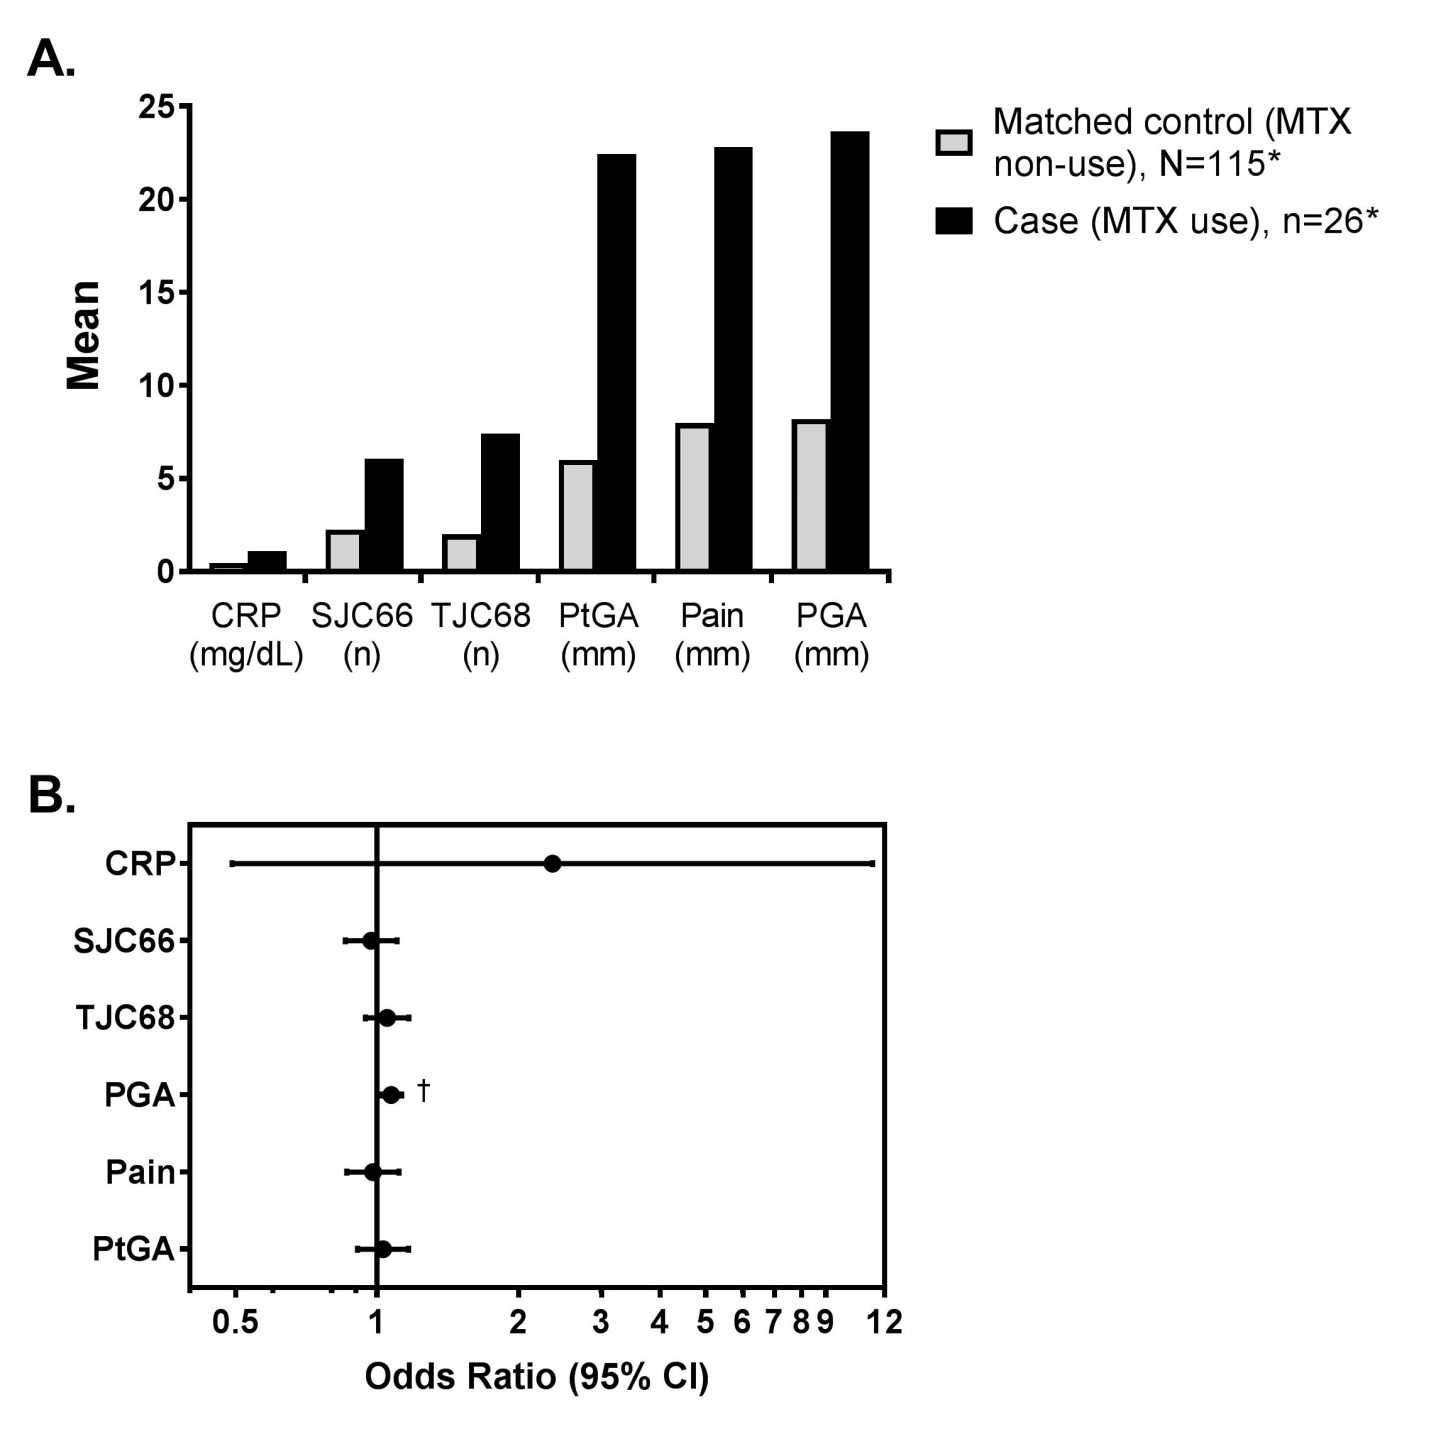 A.
25
20
15
10
5
0
Mean
CRP
(mg/dL)
SJC66
(n)
TJC68
(n)
PtGA
(mm)
Pain
(mm)
PGA
(mm)
Matched control (MTX
non-use), N=115*
Case (MTX use), n=26*
B.
CRP
SJC66
TJC68
PGA
†
Pain
PtGA
0.5 1 2 3 4 5 6 7 8 9 12
Odds Ratio (95% CI)